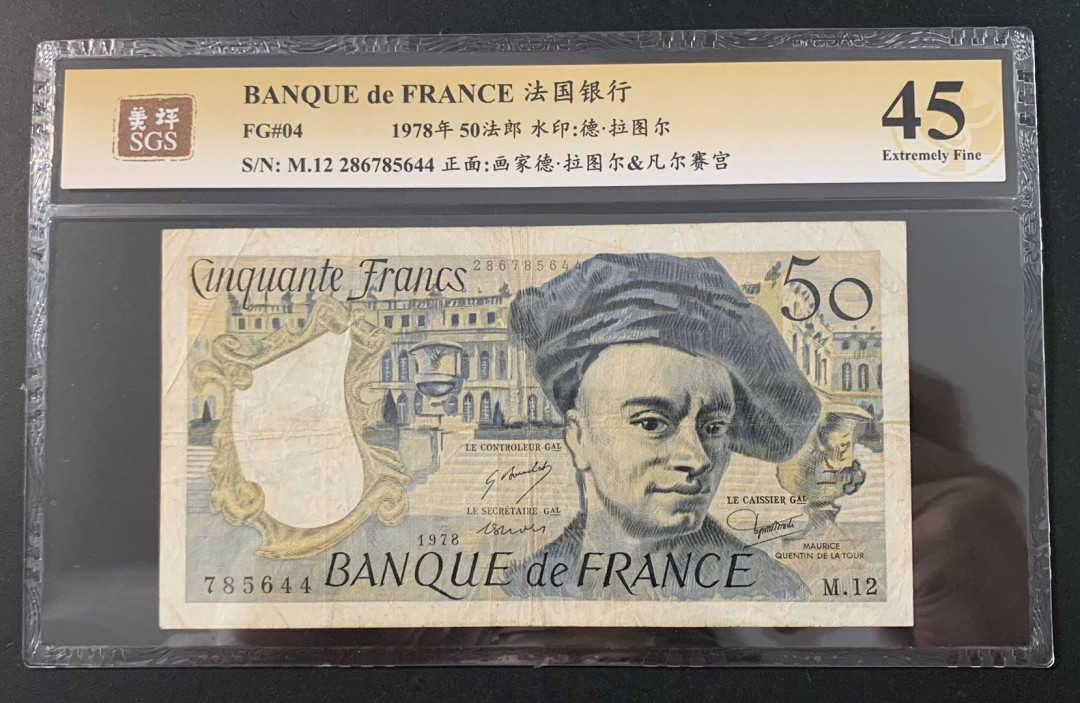 美评
SGS
BANQUE de FRANCE 法国银行
FG#04 1978年 50法郎 水印:德·拉图尔
S/N: M.12 286785644 正面:画家德·拉图尔&凡尔赛宫
45
Extremely Fine
Cinquante Francs
286785644
50
LE CONTROLEUR GAL
LE SECRÉTAIRE GAL
LE CAISSIER GAL
MAURICE
QUENTIN DE LA TOUR
1978
785644
BANQUE de FRANCE
M.12